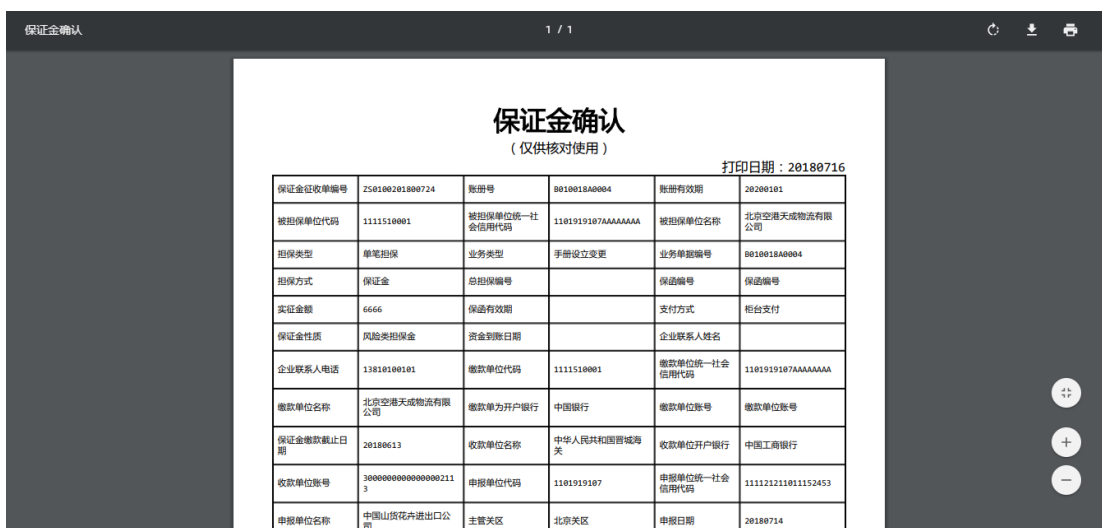 保证金确认
1 / 1
保证金确认
（仅供核对使用）
打印日期：20180716
保证金征收单编号 ZS0100201800724 账册号 B010018A0004 账册有效期 20200101
被担保单位代码 1111510001 被担保单位统一社会信用代码 1101919107AAAAAAAA 被担保单位名称 北京空港天成物流有限公司
担保类型 单笔担保 业务类型 手册设立变更 业务单据编号 B010018A0004
担保方式 保证金 总担保编号 保函编号 保函编号
实征金额 6666 保函有效期 支付方式 柜台支付
保证金性质 风险类担保金 资金到账日期 企业联系人姓名
企业联系人电话 13810100101 缴款单位代码 1111510001 缴款单位统一社会信用代码 1101919107AAAAAAAA
缴款单位名称 北京空港天成物流有限公司 缴款单为开户银行 中国银行 缴款单位账号 缴款单位账号
保证金缴款截止日期 20180613 收款单位名称 中华人民共和国晋城海关 收款单位开户银行 中国工商银行
收款单位账号 30000000000000002113 申报单位代码 1101919107 申报单位统一社会信用代码 111121211011152453
申报单位名称 中国山货花卉进出口公司 主管关区 北京关区 申报日期 20180714